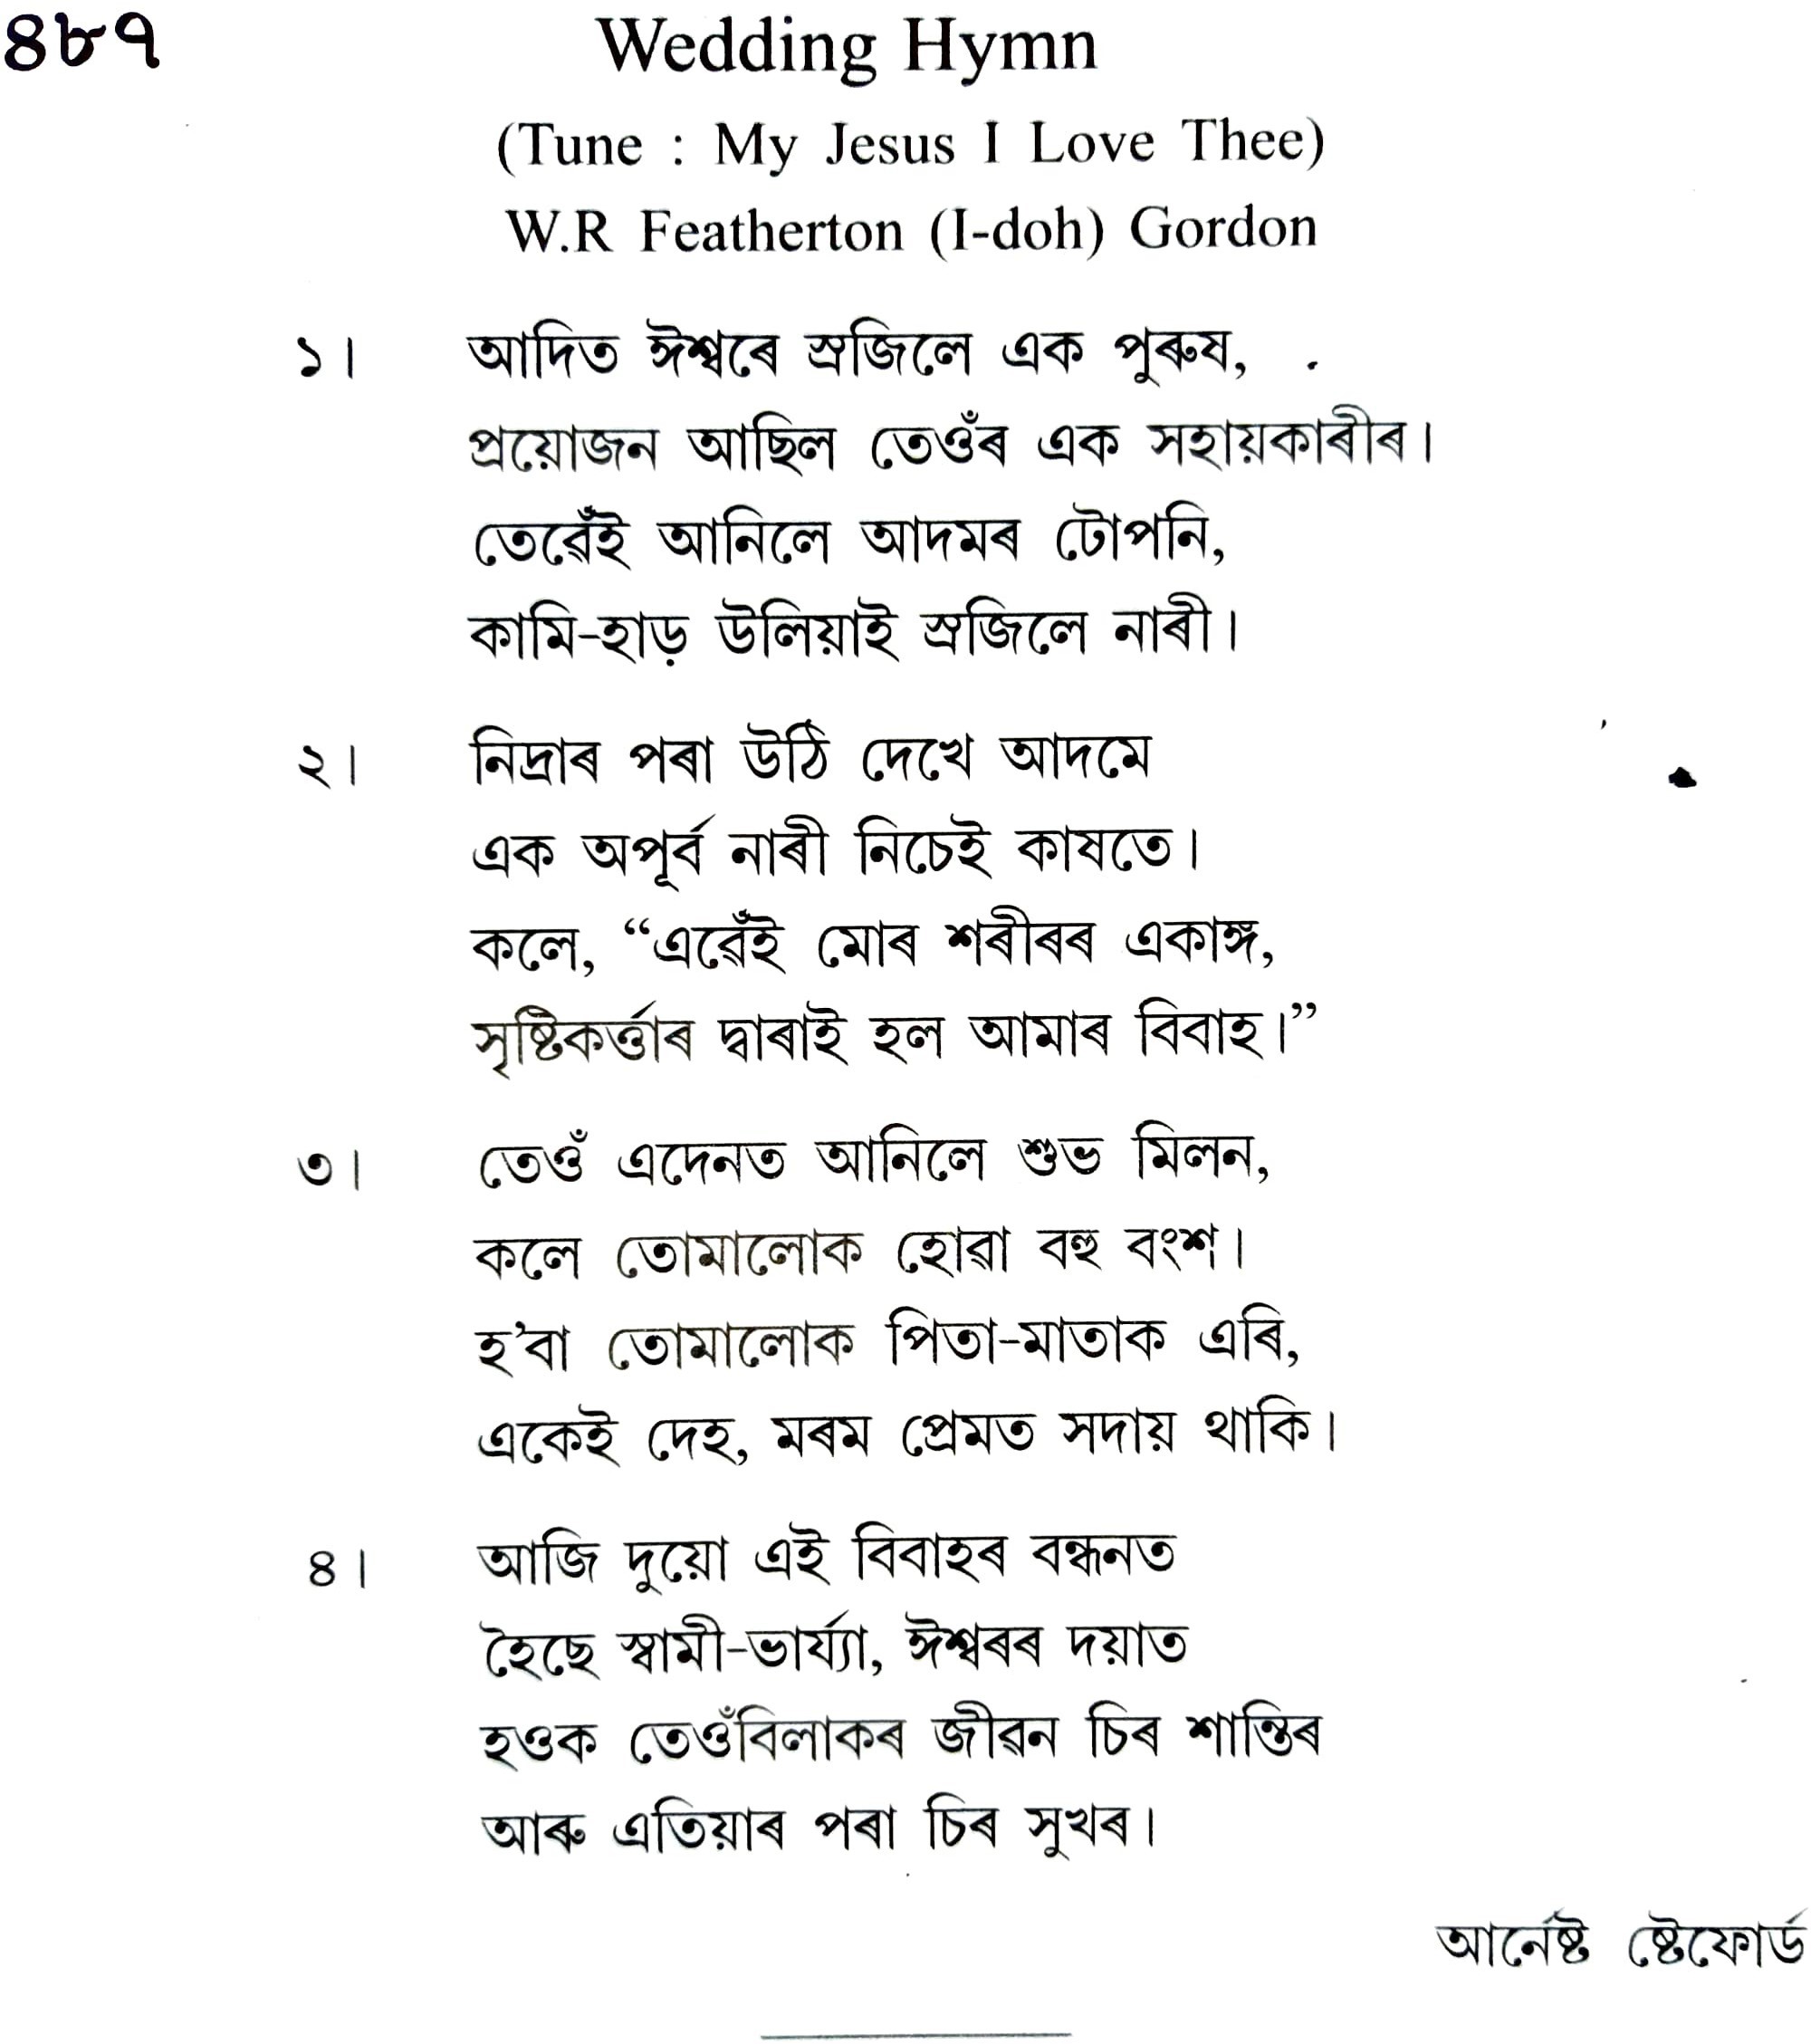 ৪৮৭
Wedding Hymn
(Tune : My Jesus I Love Thee)
W.R Featherton (I-doh) Gordon
১। আদিত ঈশ্বৰে স্ৰজিলে এক পুৰুষ,
প্ৰয়োজন আছিল তেওঁৰ এক সহায়কাৰীৰ।
তেৱেঁই আনিলে আদমৰ টোপনি,
কামি-হাড় উলিয়াই স্ৰজিলে নাৰী।
২। নিদ্ৰাৰ পৰা উঠি দেখে আদমে
এক অপূৰ্ব নাৰী নিচেই কাষতে।
কলে, “এৱেঁই মোৰ শৰীৰৰ একাঙ্গ,
সৃষ্টিকৰ্ত্তাৰ দ্বাৰাই হল আমাৰ বিবাহ।”
৩। তেওঁ এদেনত আনিলে শুভ মিলন,
কলে তোমালোক হোৱা বহু বংশ।
হ’বা তোমালোক পিতা-মাতাক এৰি,
একেই দেহ, মৰম প্ৰেমত সদায় থাকি।
৪। আজি দুয়ো এই বিবাহৰ বন্ধনত
হৈছে স্বামী-ভাৰ্য্যা, ঈশ্বৰৰ দয়াত
হওক তেওঁবিলাকৰ জীৱন চিৰ শান্তিৰ
আৰু এতিয়াৰ পৰা চিৰ সুখৰ।
আৰ্নেষ্ট ষ্টেফোৰ্ড